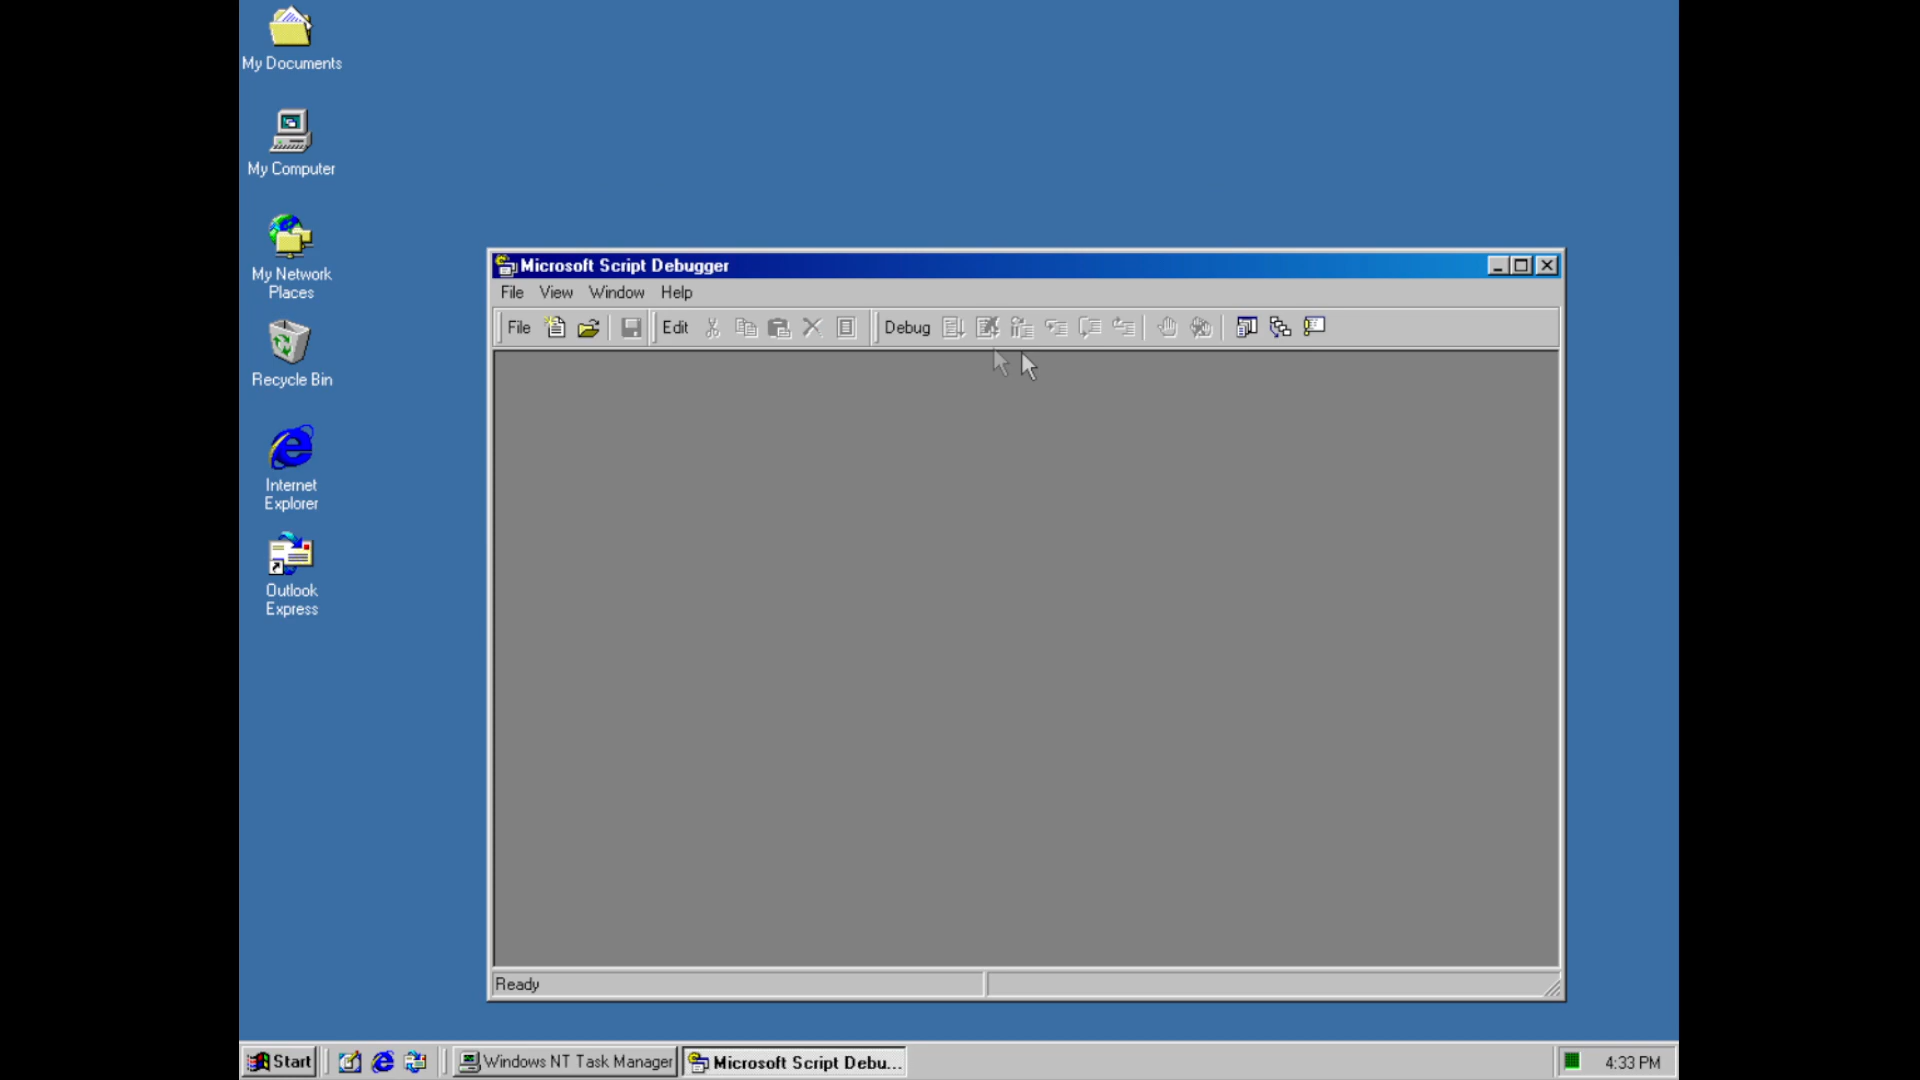 My Documents
My Computer
My Network
Places
Recycle Bin
Internet
Explorer
Outlook
Express
Microsoft Script Debugger
File View Window Help
File Edit Debug
Ready
Start Windows NT Task Manager Microsoft Script Debu... 4:33 PM